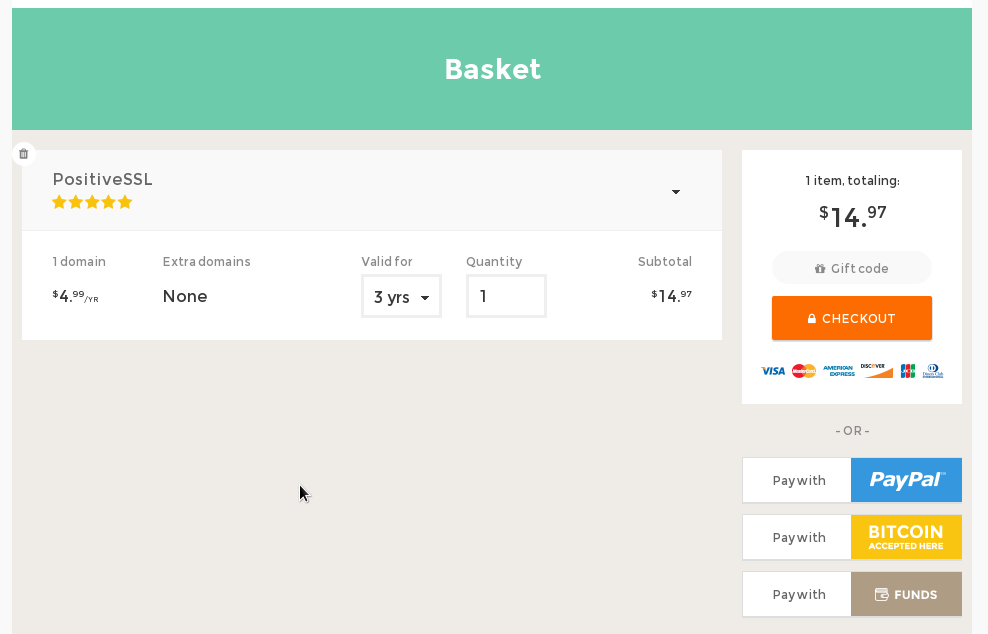 Basket
PositiveSSL
1 domain Extra domains Valid for Quantity Subtotal
$4.99/YR None 3 yrs 1 $14.97
1 item, totaling:
$14.97
Gift code
CHECKOUT
VISA MasterCard AMERICAN EXPRESS DISCOVER JCB Diners Club
- OR -
Pay with PayPal™
Pay with BITCOIN
ACCEPTED HERE
Pay with FUNDS